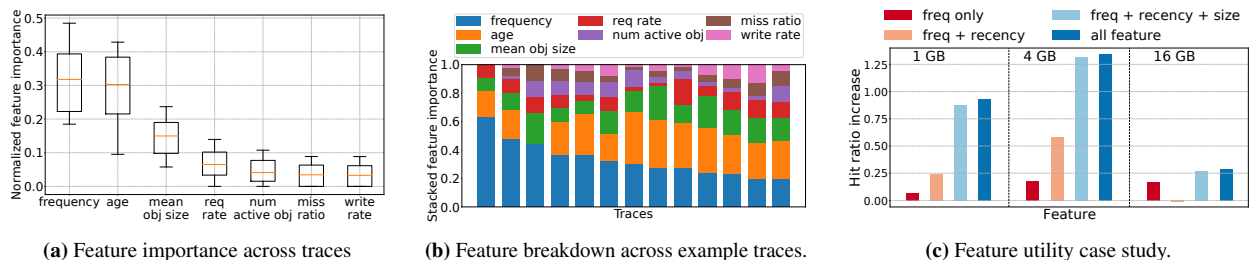 0.5
0.4
0.3
0.2
0.1
0.0
Normalized feature importance
frequency age mean obj size req rate num active obj miss ratio write rate
(a) Feature importance across traces
frequency req rate miss ratio
age num active obj write rate
mean obj size
1.0
0.8
0.6
0.4
0.2
0.0
Stacked feature importance
Traces
(b) Feature breakdown across example traces.
freq only freq + recency + size
freq + recency all feature
1 GB 4 GB 16 GB
1.25
1.00
0.75
0.50
0.25
0.00
Hit ratio increase
Feature
(c) Feature utility case study.